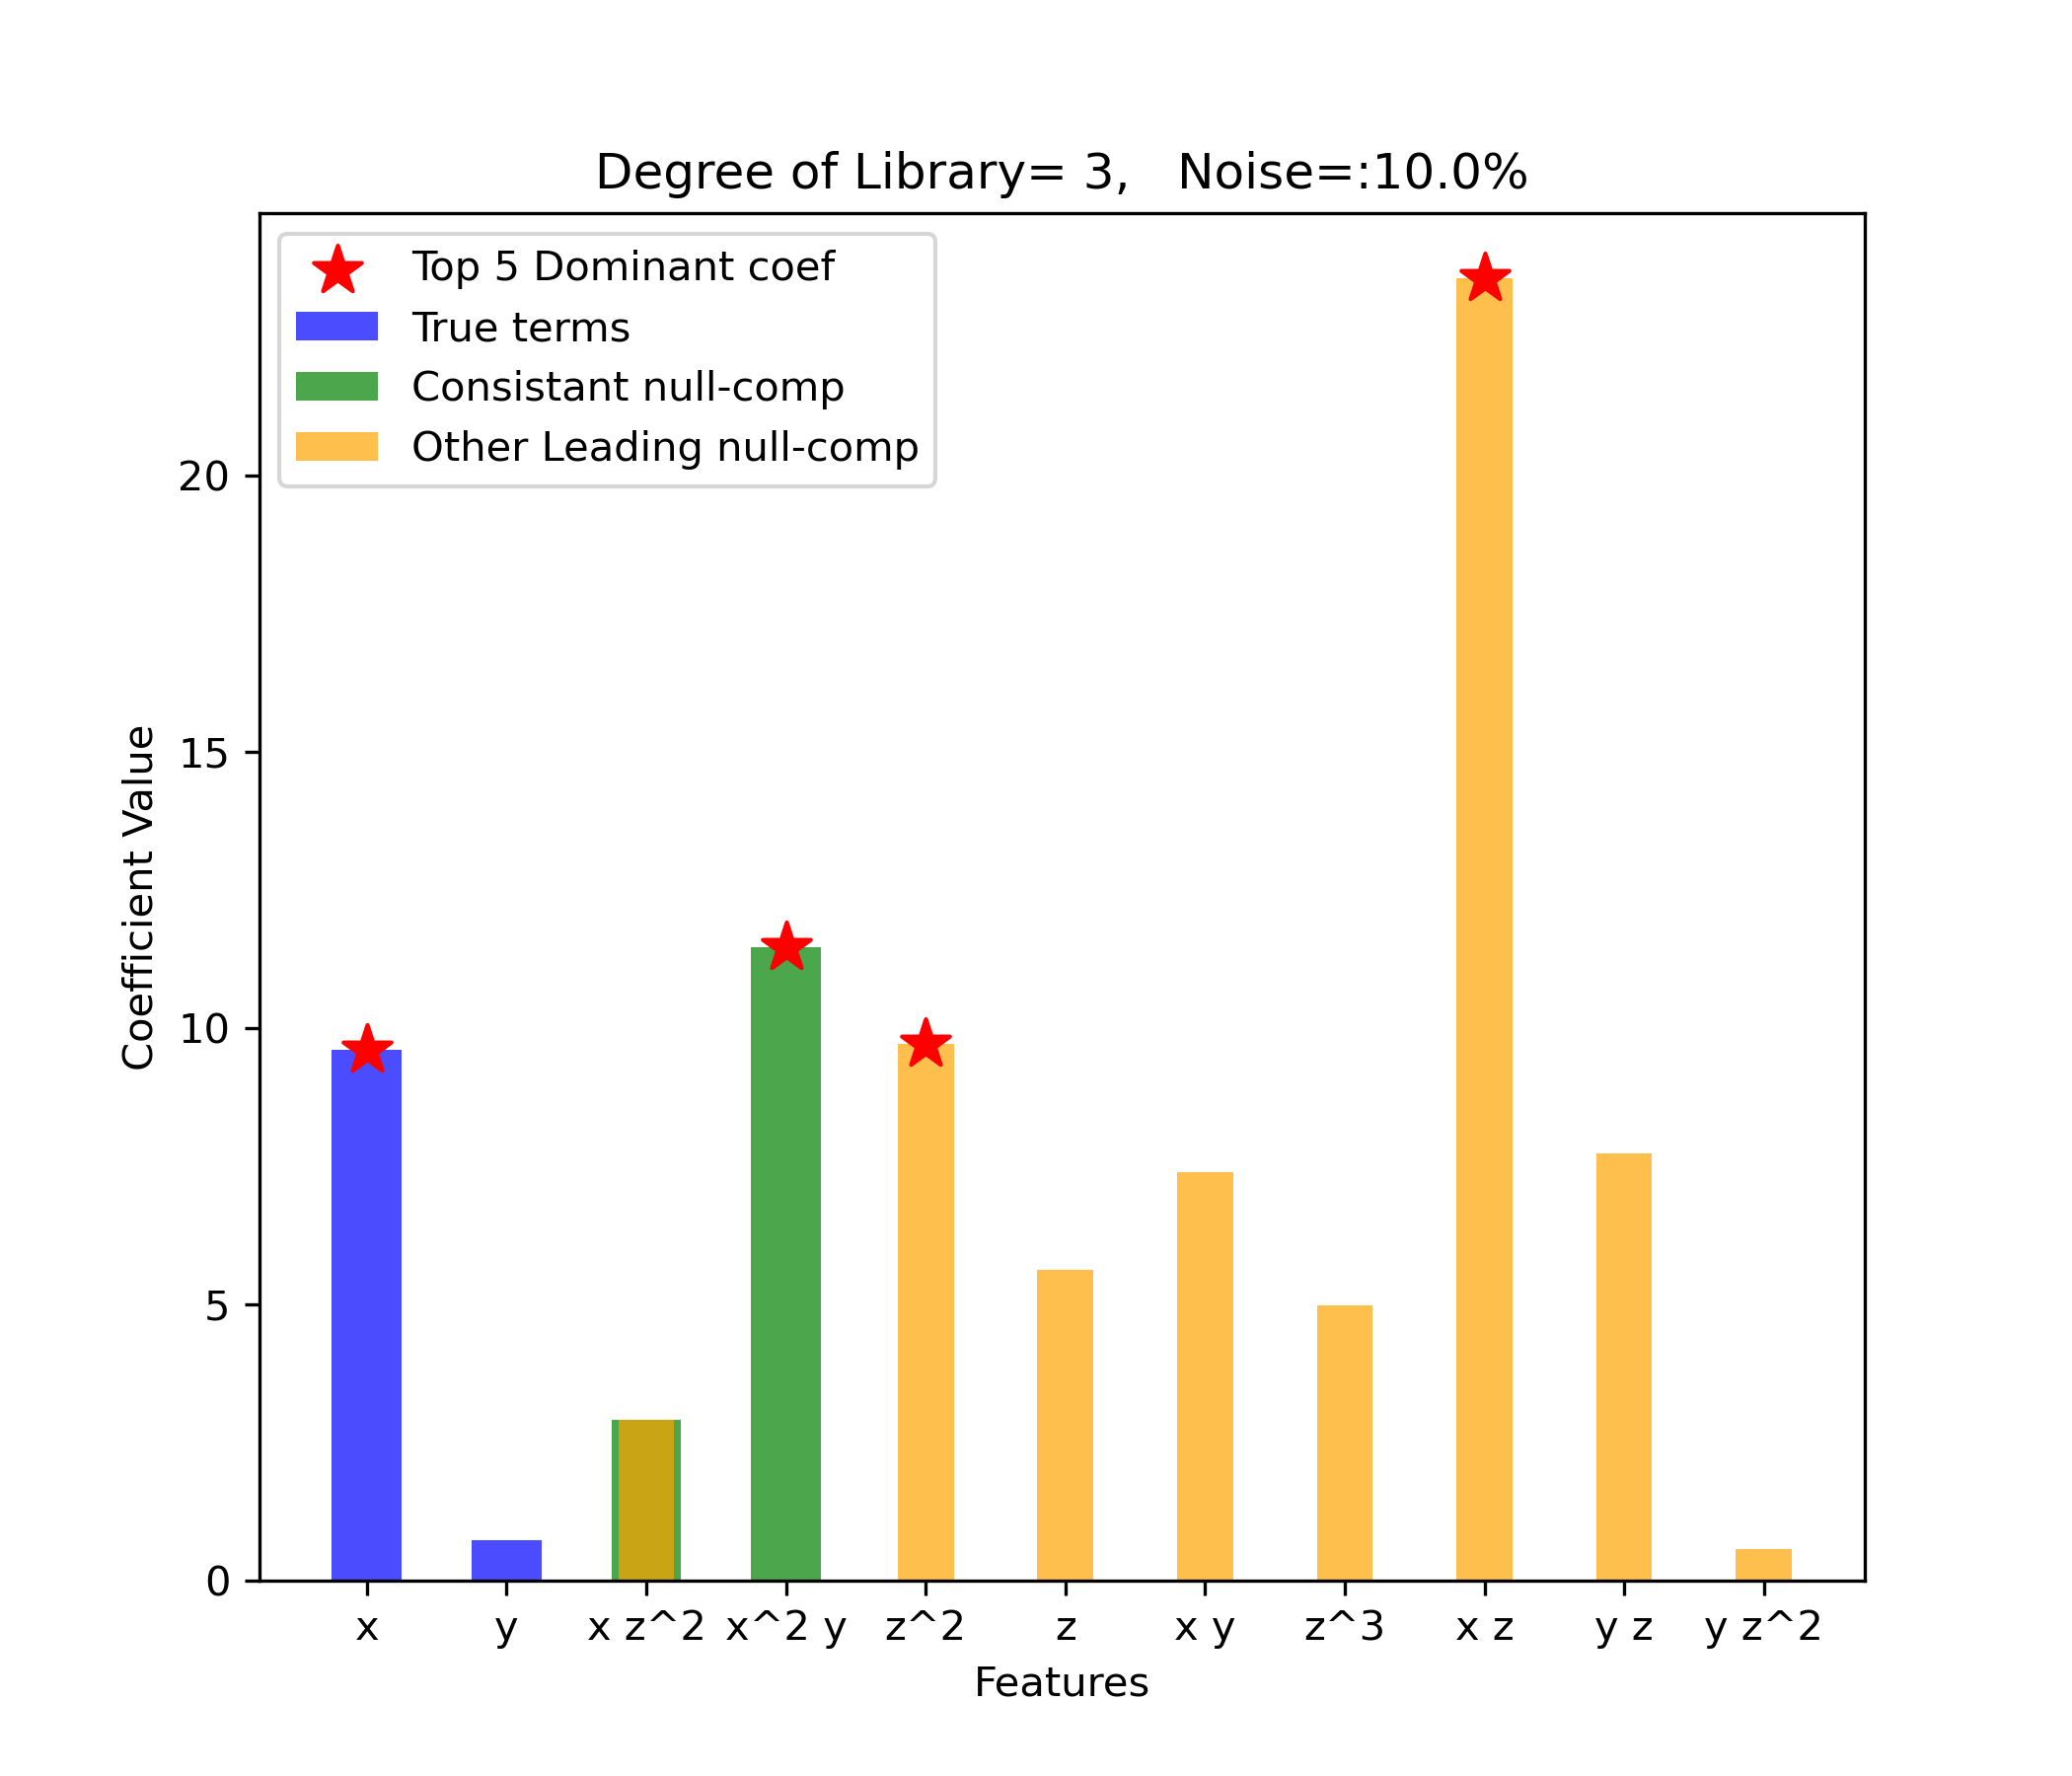 Degree of Library= 3,   Noise=:10.0%
Top 5 Dominant coef
True terms
Consistant null-comp
Other Leading null-comp
Coefficient Value
20
15
10
5
0
x y x z^2 x^2 y z^2 z x y z^3 x z y z y z^2
Features